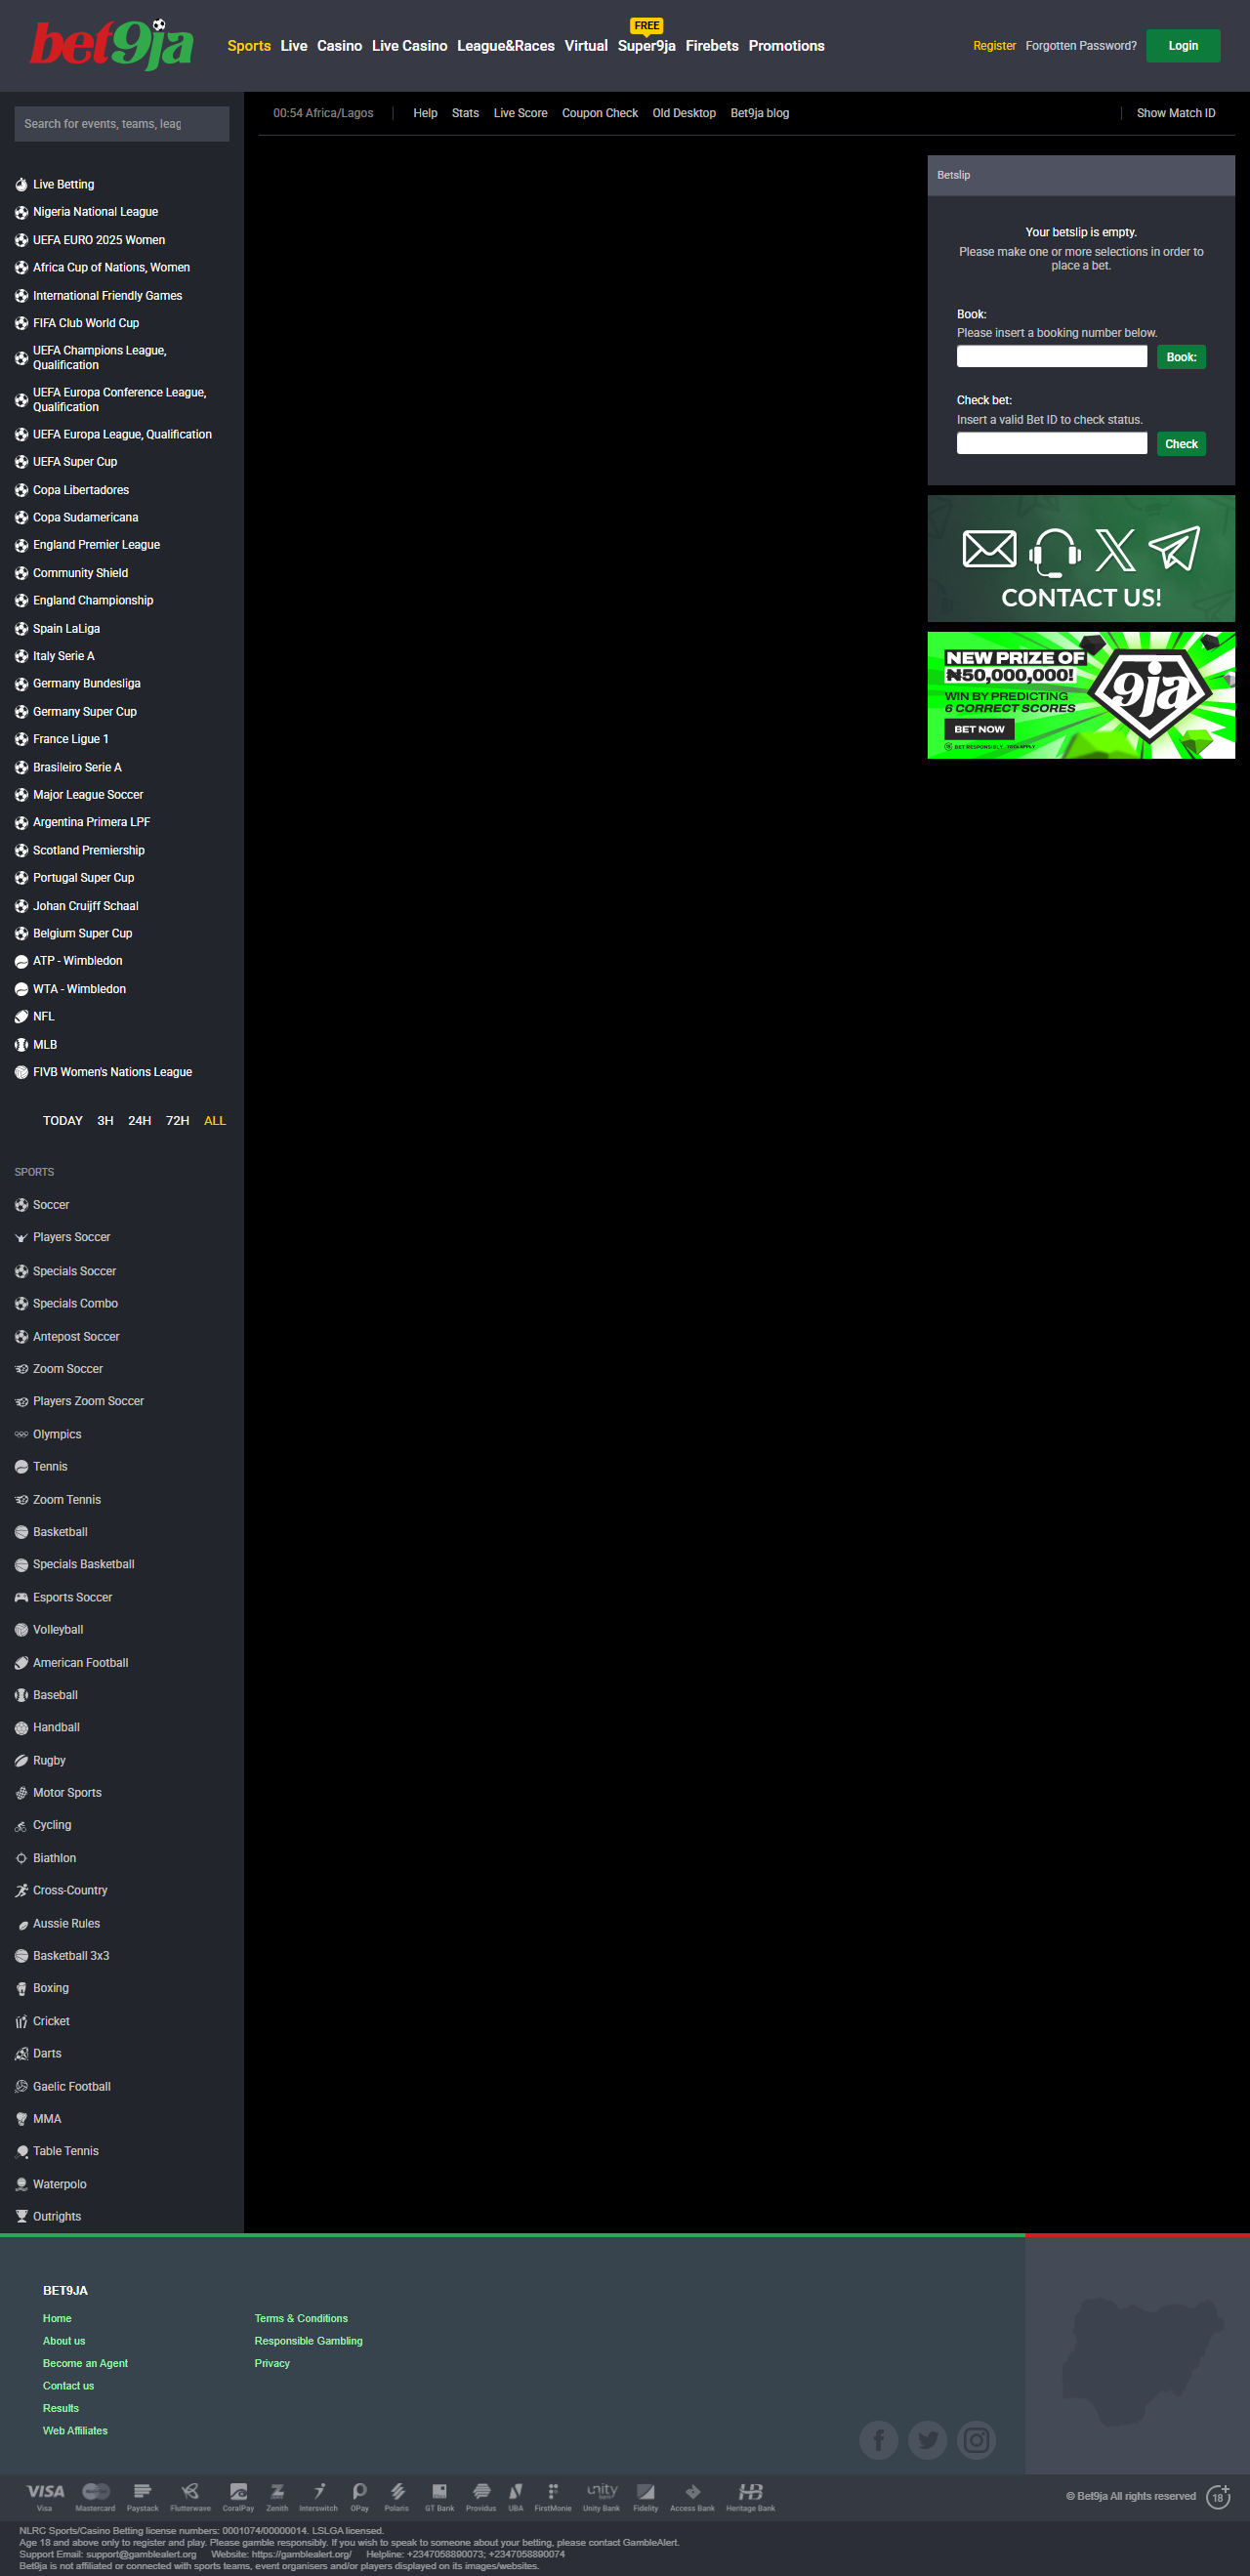 bet9ja
Sports Live Casino Live Casino League&Races Virtual Super9ja Firebets Promotions
FREE
Register Forgotten Password? Login
Search for events, teams, leag
00:54 Africa/Lagos Help Stats Live Score Coupon Check Old Desktop Bet9ja blog Show Match ID
Live Betting
Nigeria National League
UEFA EURO 2025 Women
Africa Cup of Nations, Women
International Friendly Games
FIFA Club World Cup
UEFA Champions League,
Qualification
UEFA Europa Conference League,
Qualification
UEFA Europa League, Qualification
UEFA Super Cup
Copa Libertadores
Copa Sudamericana
England Premier League
Community Shield
England Championship
Spain LaLiga
Italy Serie A
Germany Bundesliga
Germany Super Cup
France Ligue 1
Brasileiro Serie A
Major League Soccer
Argentina Primera LPF
Scotland Premiership
Portugal Super Cup
Johan Cruijff Schaal
Belgium Super Cup
ATP - Wimbledon
WTA - Wimbledon
NFL
MLB
FIVB Women's Nations League
TODAY 3H 24H 72H ALL
SPORTS
Soccer
Players Soccer
Specials Soccer
Specials Combo
Antepost Soccer
Zoom Soccer
Players Zoom Soccer
Olympics
Tennis
Zoom Tennis
Basketball
Specials Basketball
Esports Soccer
Volleyball
American Football
Baseball
Handball
Rugby
Motor Sports
Cycling
Biathlon
Cross-Country
Aussie Rules
Basketball 3x3
Boxing
Cricket
Darts
Gaelic Football
MMA
Table Tennis
Waterpolo
Outrights
Betslip
Your betslip is empty.
Please make one or more selections in order to
place a bet.
Book:
Please insert a booking number below.
Book:
Check bet:
Insert a valid Bet ID to check status.
Check
CONTACT US!
NEW PRIZE OF
₦50,000,000!
WIN BY PREDICTING
6 CORRECT SCORES
BET NOW
BET RESPONSIBLY. T&Cs APPLY.
9ja
BET9JA
Home
About us
Become an Agent
Contact us
Results
Web Affiliates
Terms & Conditions
Responsible Gambling
Privacy
VISA unity HB
Visa Mastercard Paystack Flutterwave CoralPay Zenith Interswitch OPay Polaris GT Bank Providus UBA FirstMonie Unity Bank Fidelity Access Bank Heritage Bank
© Bet9ja All rights reserved 18+
NLRC Sports/Casino Betting license numbers: 0001074/00000014. LSLGA licensed.
Age 18 and above only to register and play. Please gamble responsibly. If you wish to speak to someone about your betting, please contact GambleAlert.
Support Email: support@gamblealert.org Website: https://gamblealert.org/ Helpline: +2347058890073; +2347058890074
Bet9ja is not affiliated or connected with sports teams, event organisers and/or players displayed on its images/websites.